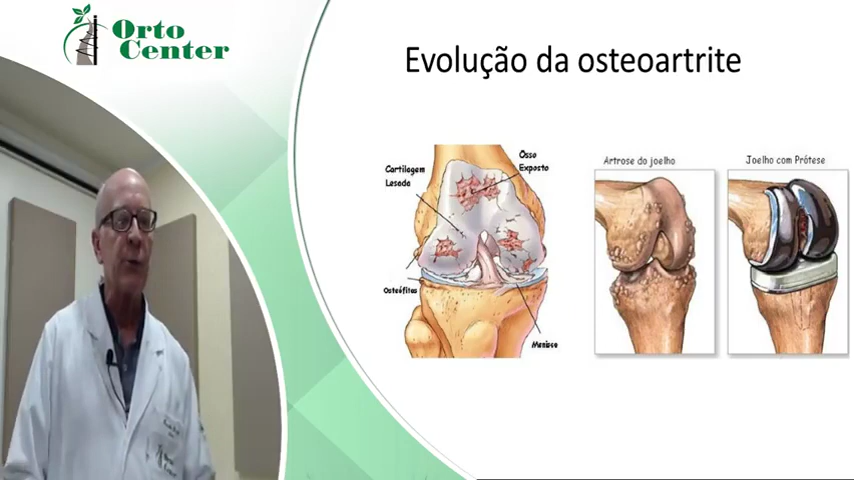 Orto
Center
Evolução da osteoartrite
Cartilagem
Lesada
Osso
Exposto
Osteófitos
Menisco
Artrose do joelho
Joelho com Prótese